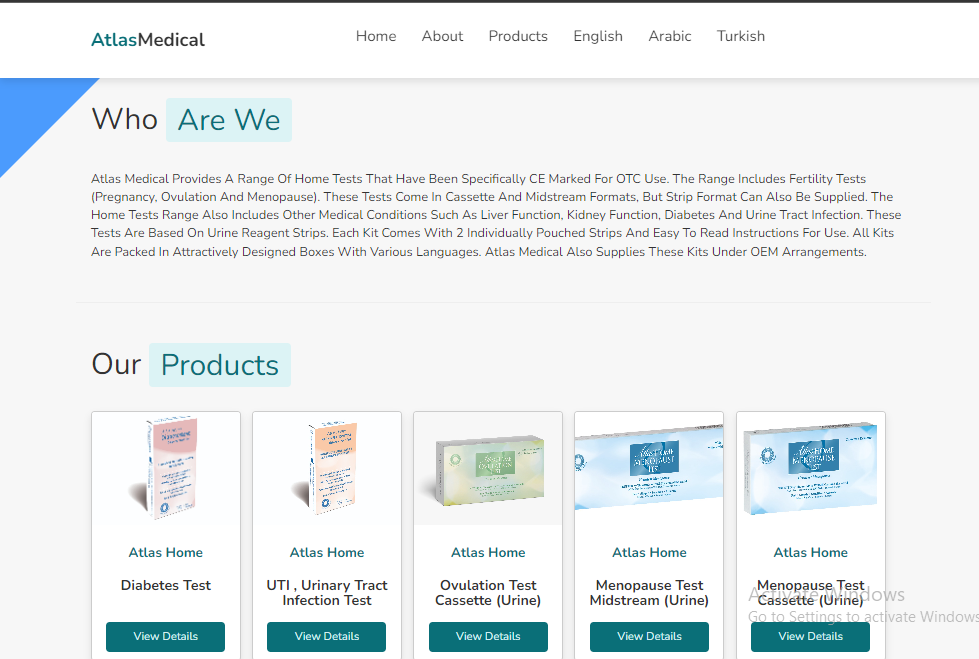 AtlasMedical
Home About Products English Arabic Turkish
Who Are We
Atlas Medical Provides A Range Of Home Tests That Have Been Specifically CE Marked For OTC Use. The Range Includes Fertility Tests
(Pregnancy, Ovulation And Menopause). These Tests Come In Cassette And Midstream Formats, But Strip Format Can Also Be Supplied. The
Home Tests Range Also Includes Other Medical Conditions Such As Liver Function, Kidney Function, Diabetes And Urine Tract Infection. These
Tests Are Based On Urine Reagent Strips. Each Kit Comes With 2 Individually Pouched Strips And Easy To Read Instructions For Use. All Kits
Are Packed In Attractively Designed Boxes With Various Languages. Atlas Medical Also Supplies These Kits Under OEM Arrangements.
Our Products
HOME
MENOPAUSE
TEST
Atlas Home
Diabetes Test
View Details
Atlas Home
UTI , Urinary Tract
Infection Test
View Details
Atlas Home
Ovulation Test
Cassette (Urine)
View Details
Atlas Home
Menopause Test
Midstream (Urine)
View Details
Atlas Home
Menopause Test
Cassette (Urine)
View Details
Activate Windows
Go to Settings to activate Windows